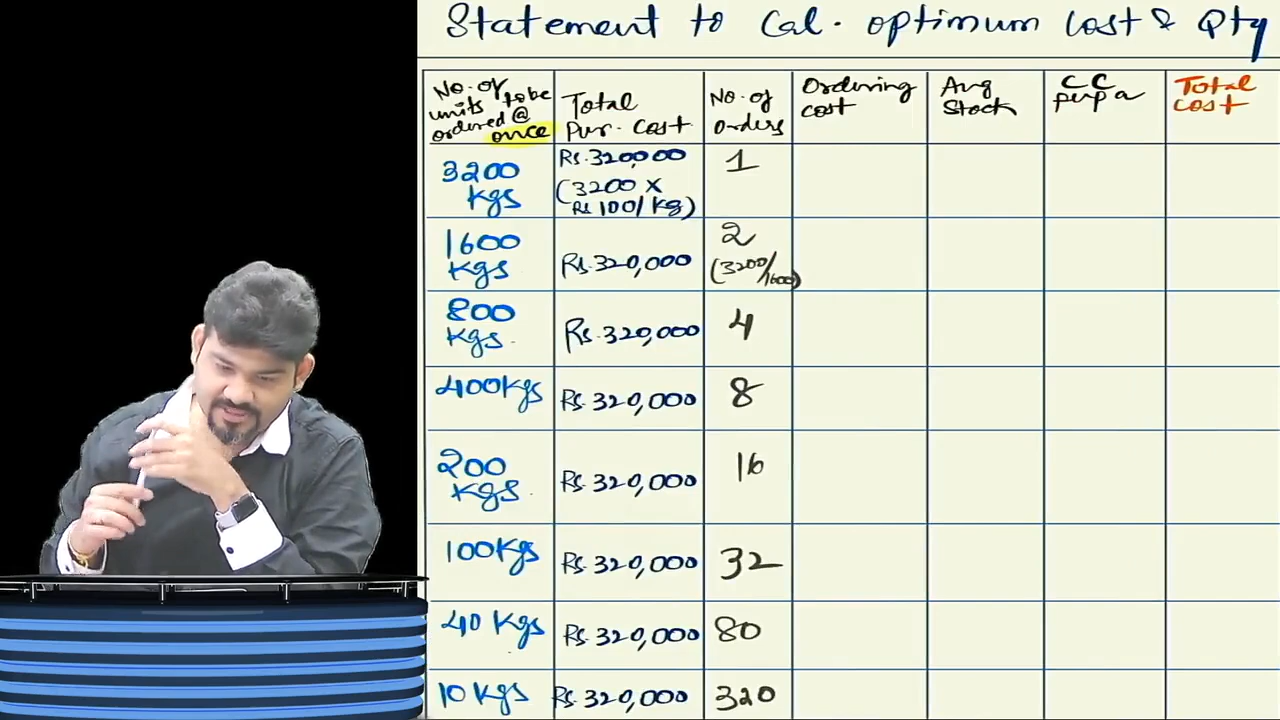 Statement to Cal. optimum Cost & Qty
No. of units to be ordered @ once
Total Pur. cost
No. of orders
Ordering cost
Avg Stock
CC pupa
Total cost
3200 Kgs
Rs. 320,000
(3200 x
Rs 100/Kg)
1
1600 Kgs
Rs. 320,000
2
(3200/1600)
800 Kgs.
Rs. 320,000
4
400 Kgs
Rs. 320,000
8
200 Kgs.
Rs. 320,000
16
100 Kgs
Rs. 320,000
32
40 Kgs
Rs. 320,000
80
10 Kgs
Rs. 320,000
320